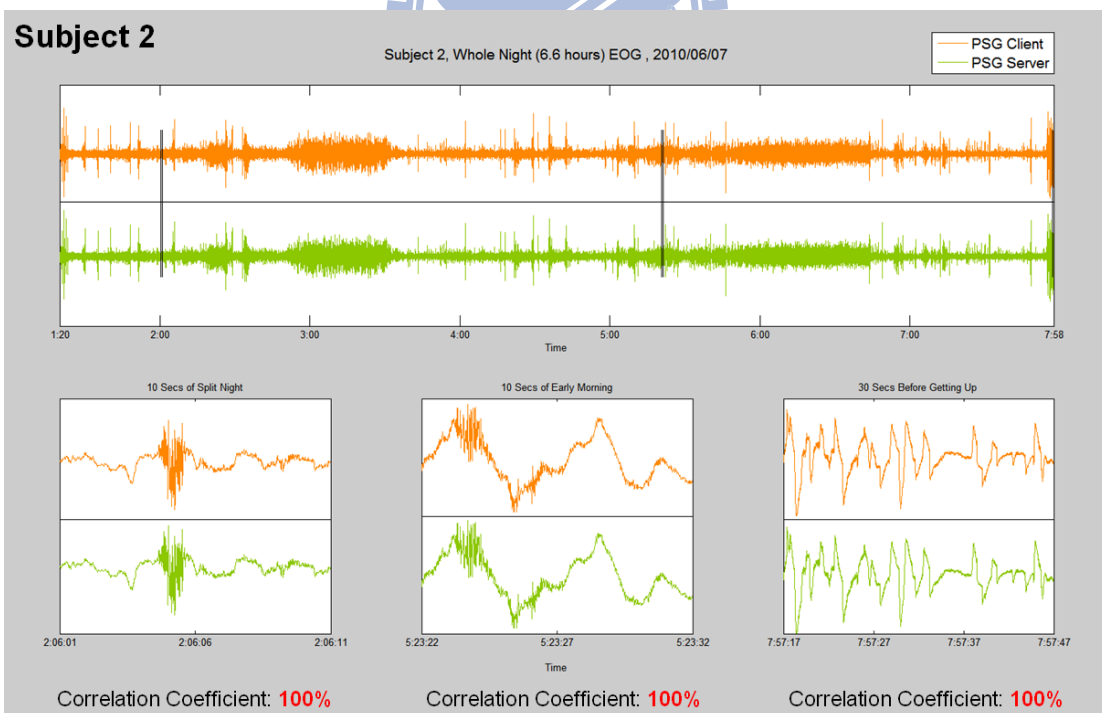 Subject 2
Subject 2, Whole Night (6.6 hours) EOG , 2010/06/07
PSG Client
PSG Server
1:20 2:00 3:00 4:00 5:00 6:00 7:00 7:58
Time
10 Secs of Split Night
10 Secs of Early Morning
30 Secs Before Getting Up
2:06:01 2:06:06 2:06:11
5:23:22 5:23:27 5:23:32
7:57:17 7:57:27 7:57:37 7:57:47
Time
Correlation Coefficient: 100%
Correlation Coefficient: 100%
Correlation Coefficient: 100%